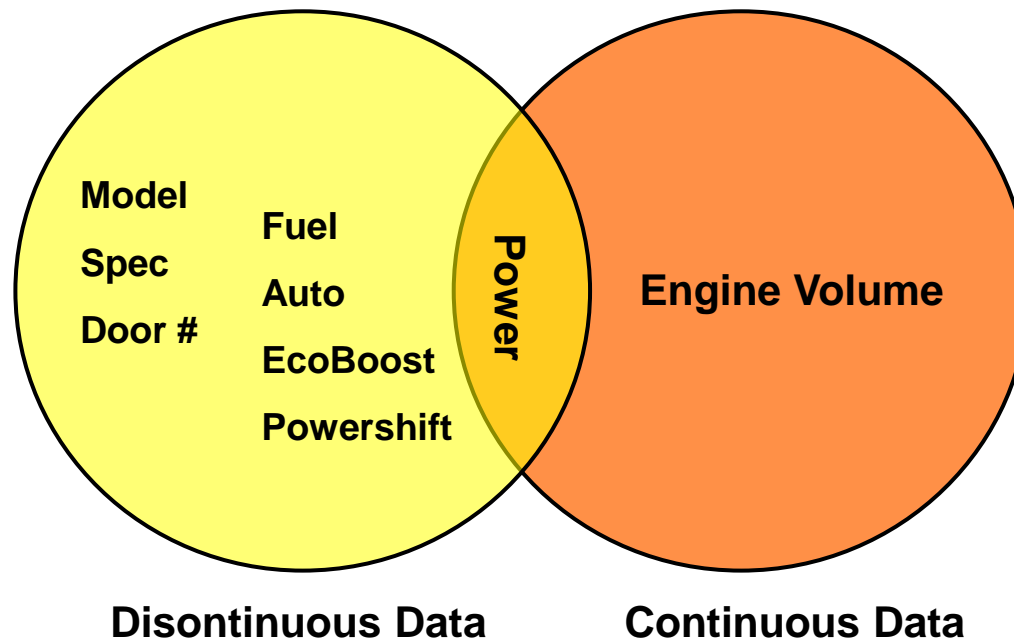 Model
Spec
Door #
Fuel
Auto
EcoBoost
Powershift
Power
Engine Volume
Disontinuous Data
Continuous Data